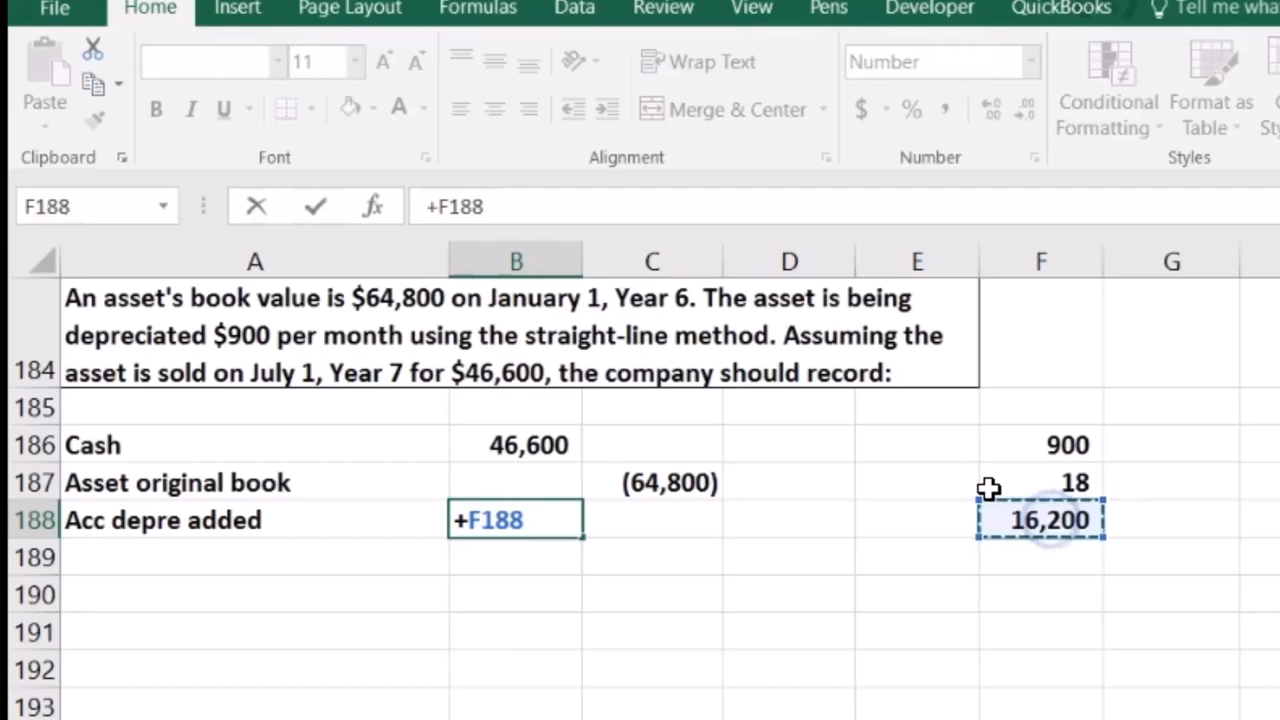 File Home Insert Page Layout Formulas Data Review View Pens Developer QuickBooks Tell me what
Paste
11
A A
Wrap Text
Number
B I U
A
Merge & Center
$ % ,
Conditional Formatting
Format as Table
Clipboard Font Alignment Number Styles
F188
fx
+F188
A B C D E F G
An asset's book value is $64,800 on January 1, Year 6. The asset is being
depreciated $900 per month using the straight-line method. Assuming the
184 asset is sold on July 1, Year 7 for $46,600, the company should record:
185
186 Cash 46,600 900
187 Asset original book (64,800) 18
188 Acc depre added +F188 16,200
189
190
191
192
193